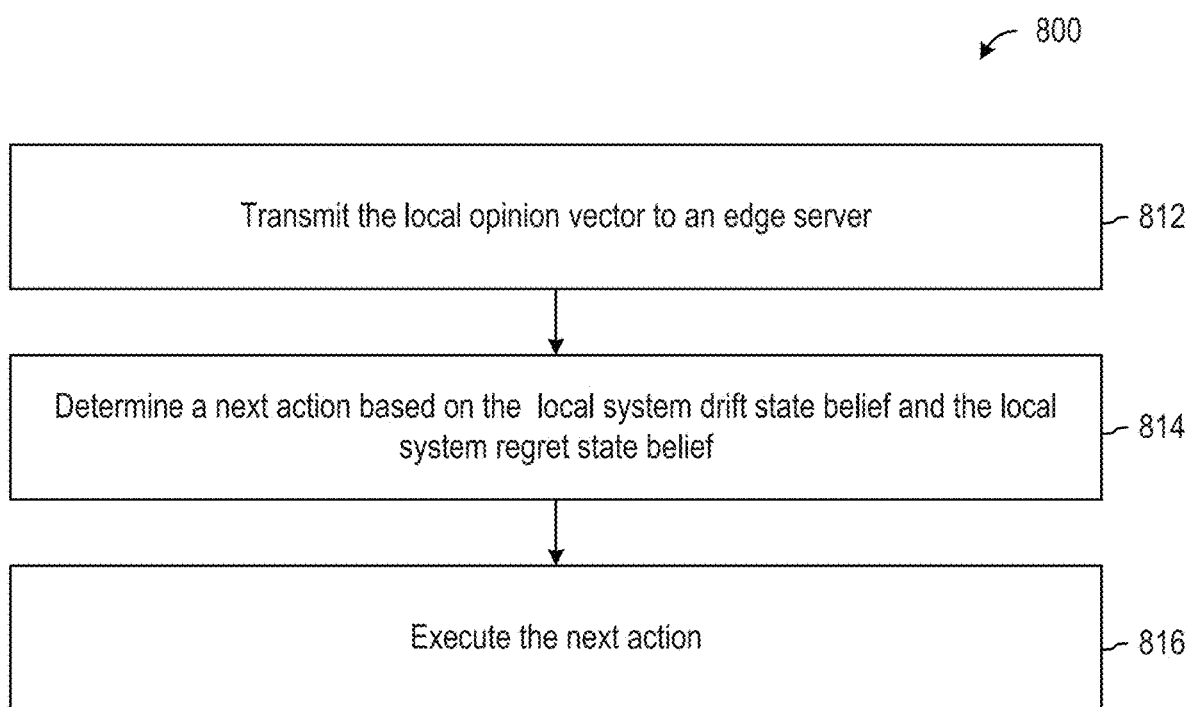 800
Transmit the local opinion vector to an edge server
812
Determine a next action based on the local system drift state belief and the local
system regret state belief
814
Execute the next action
816